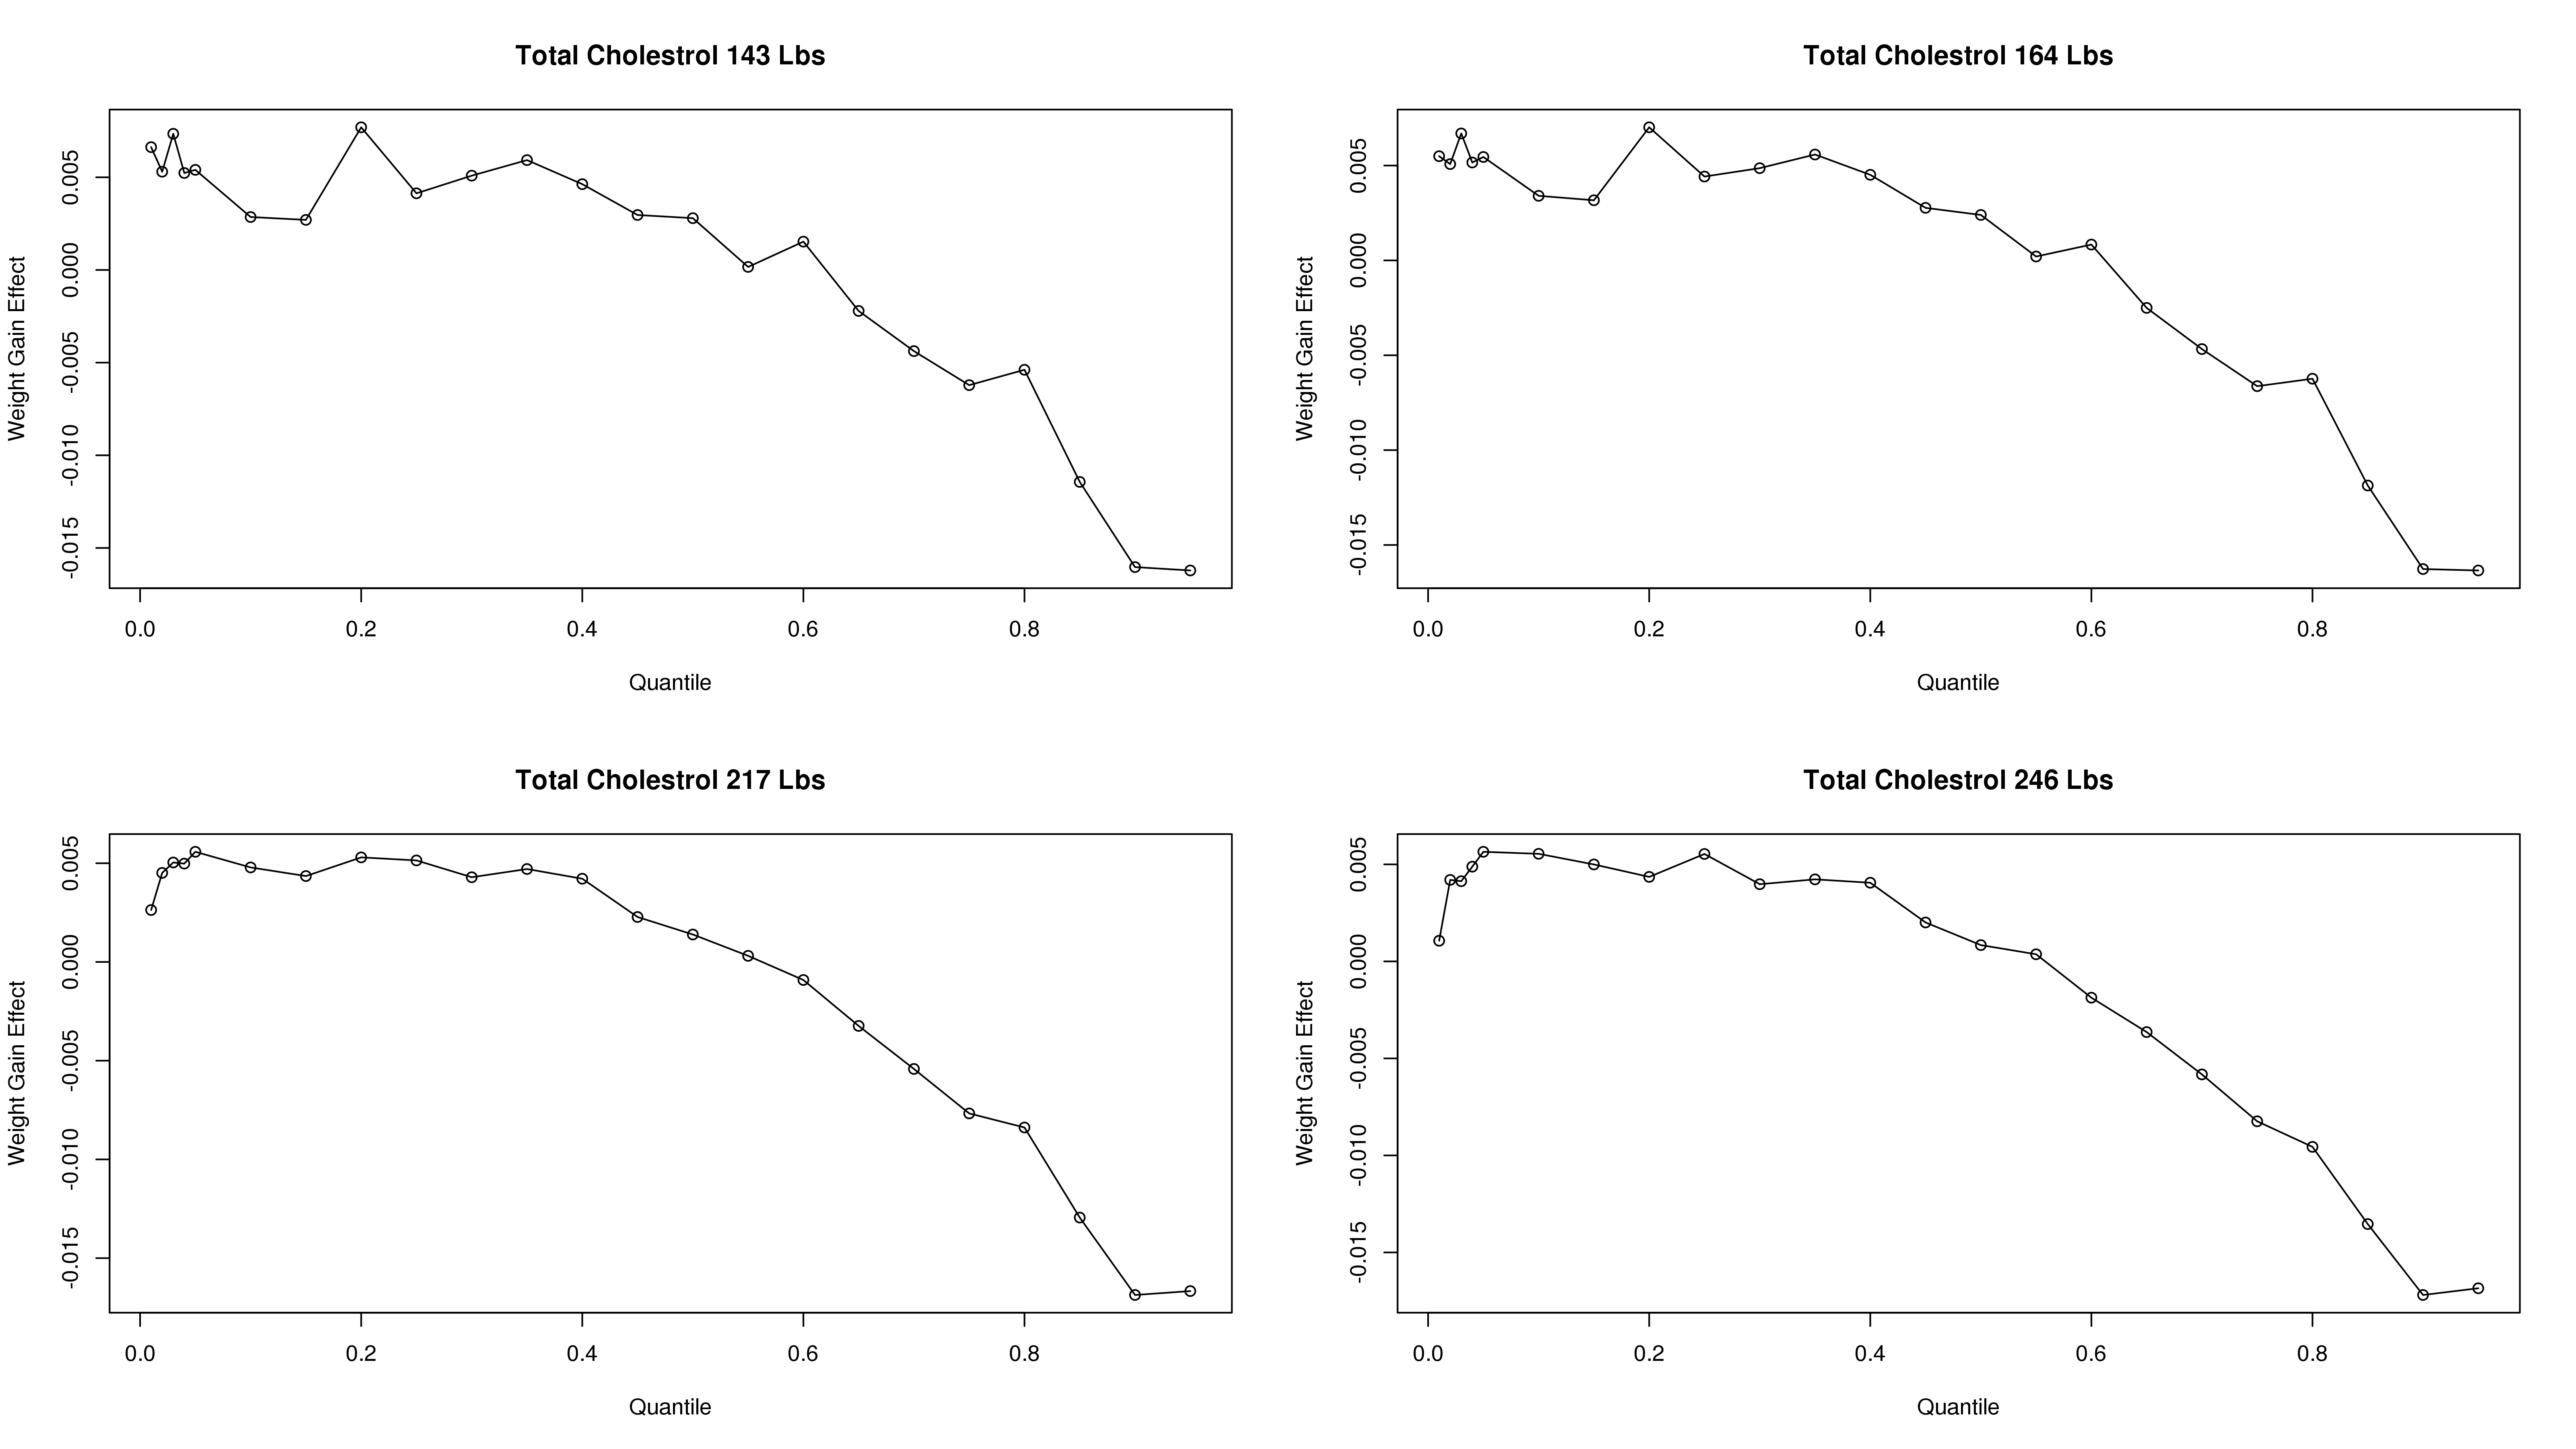 Total Cholestrol 143 Lbs
Weight Gain Effect
0.005
0.000
-0.005
-0.010
-0.015
0.0 0.2 0.4 0.6 0.8
Quantile
Total Cholestrol 164 Lbs
Weight Gain Effect
0.005
0.000
-0.005
-0.010
-0.015
0.0 0.2 0.4 0.6 0.8
Quantile
Total Cholestrol 217 Lbs
Weight Gain Effect
0.005
0.000
-0.005
-0.010
-0.015
0.0 0.2 0.4 0.6 0.8
Quantile
Total Cholestrol 246 Lbs
Weight Gain Effect
0.005
0.000
-0.005
-0.010
-0.015
0.0 0.2 0.4 0.6 0.8
Quantile